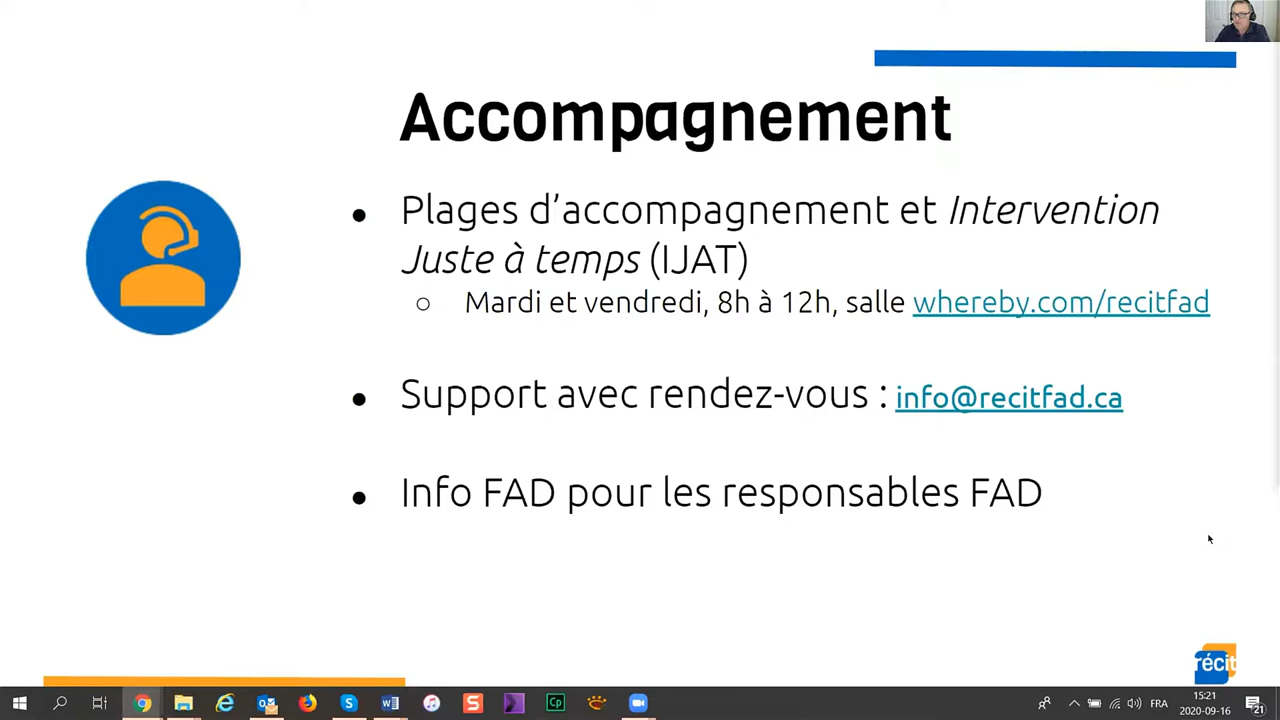 Accompagnement
● Plages d’accompagnement et Intervention
Juste à temps (IJAT)
○ Mardi et vendredi, 8h à 12h, salle whereby.com/recitfad
● Support avec rendez-vous : info@recitfad.ca
● Info FAD pour les responsables FAD
récit
FRA
15:21
2020-09-16
21